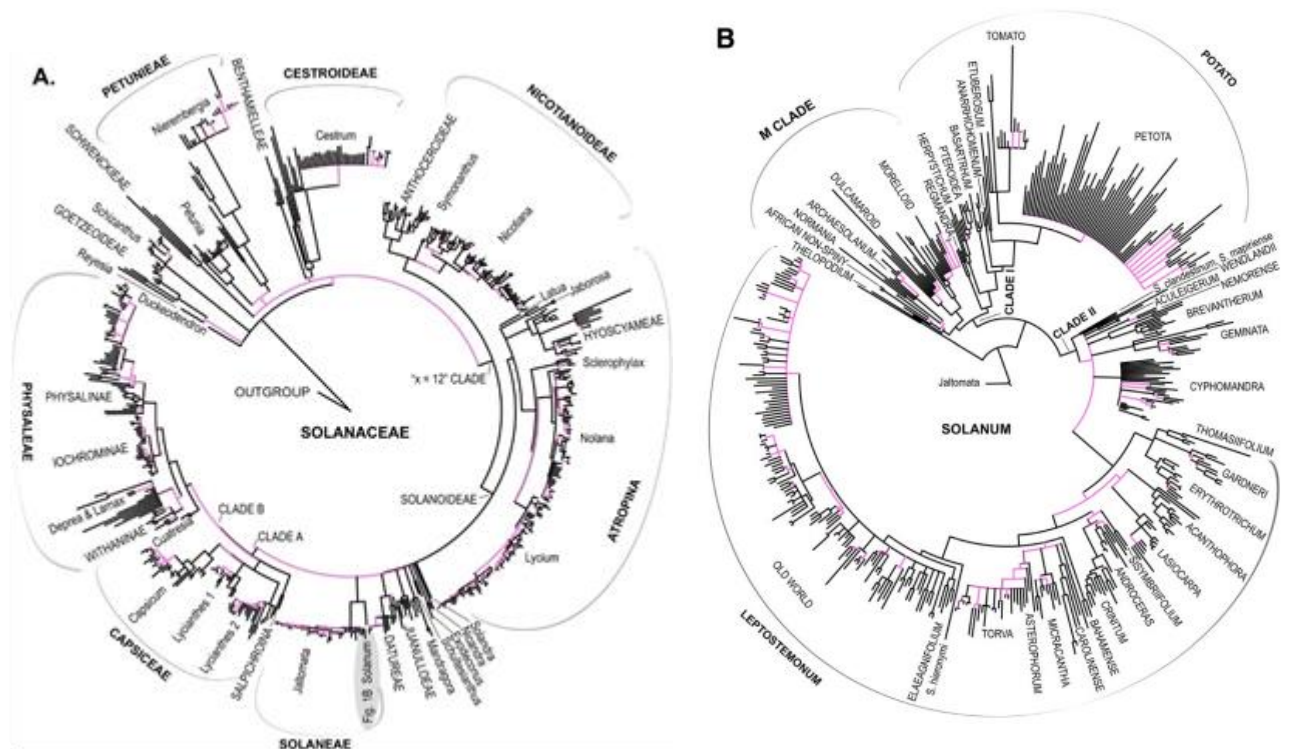 A.
PETUNIEAE
Nierembergia
BENTHAMIELLEAE
CESTROIDEAE
Cestrum
SCHWENCKIEAE
Petunia
Schizanthus
GOETZEOIDEAE
Reyesia
Duckeodendron
ANTHOCERCIDEAE
Symonanthus
Nicotiana
NICOTIANOIDEAE
Latua
Jaborosa
HYOSCYAMEAE
Sclerophylax
"x = 12" CLADE
OUTGROUP
SOLANACEAE
Nolana
SOLANOIDEAE
ATROPINA
Lycium
PHYSALEAE
PHYSALINAE
IOCHROMINAE
Deprea & Larnax
WITHANINAE
Cuatresia
CLADE B
CLADE A
Capsicum
Lycianthes 1
Lycianthes 2
CAPSICEAE
SALPICHROINA
Jaltomata
Fig. 1B Solanum
SOLANEAE
DATUREAE
JUANULLOEAE
Mandragora
Schultesianthus
Exodeconus
Nicandra
Solandra
B
TOMATO
POTATO
PETOTA
ETUBEROSUM
ANARRHICHOMENUM
BASARTHRUM
PTEROIDEA
HERPYSTICHUM
REGMANDRA
M CLADE
MORELLOID
DULCAMAROID
ARCHAESOLANUM
NORMANIA
AFRICAN NON-SPINY
THELOPODIUM
CLADE I
CLADE II
S. clandestinum, S. mapiriense
WENDLANDII
ACULEIGERUM
NEMORENSE
BREVANTHERUM
GEMINATA
CYPHOMANDRA
Jaltomata
SOLANUM
THOMASIIFOLIUM
GARDNERI
ERYTHROTRICHUM
ACANTHOPHORA
LASIOCARPA
SISYMBRIIFOLIUM
ANDROCERAS
CRINITUM
BAHAMENSE
CAROLINENSE
MICRACANTHA
ASTEROPHORUM
TORVA
S. hieronymi
ELAEAGNIFOLIUM
OLD WORLD
LEPTOSTEMONUM